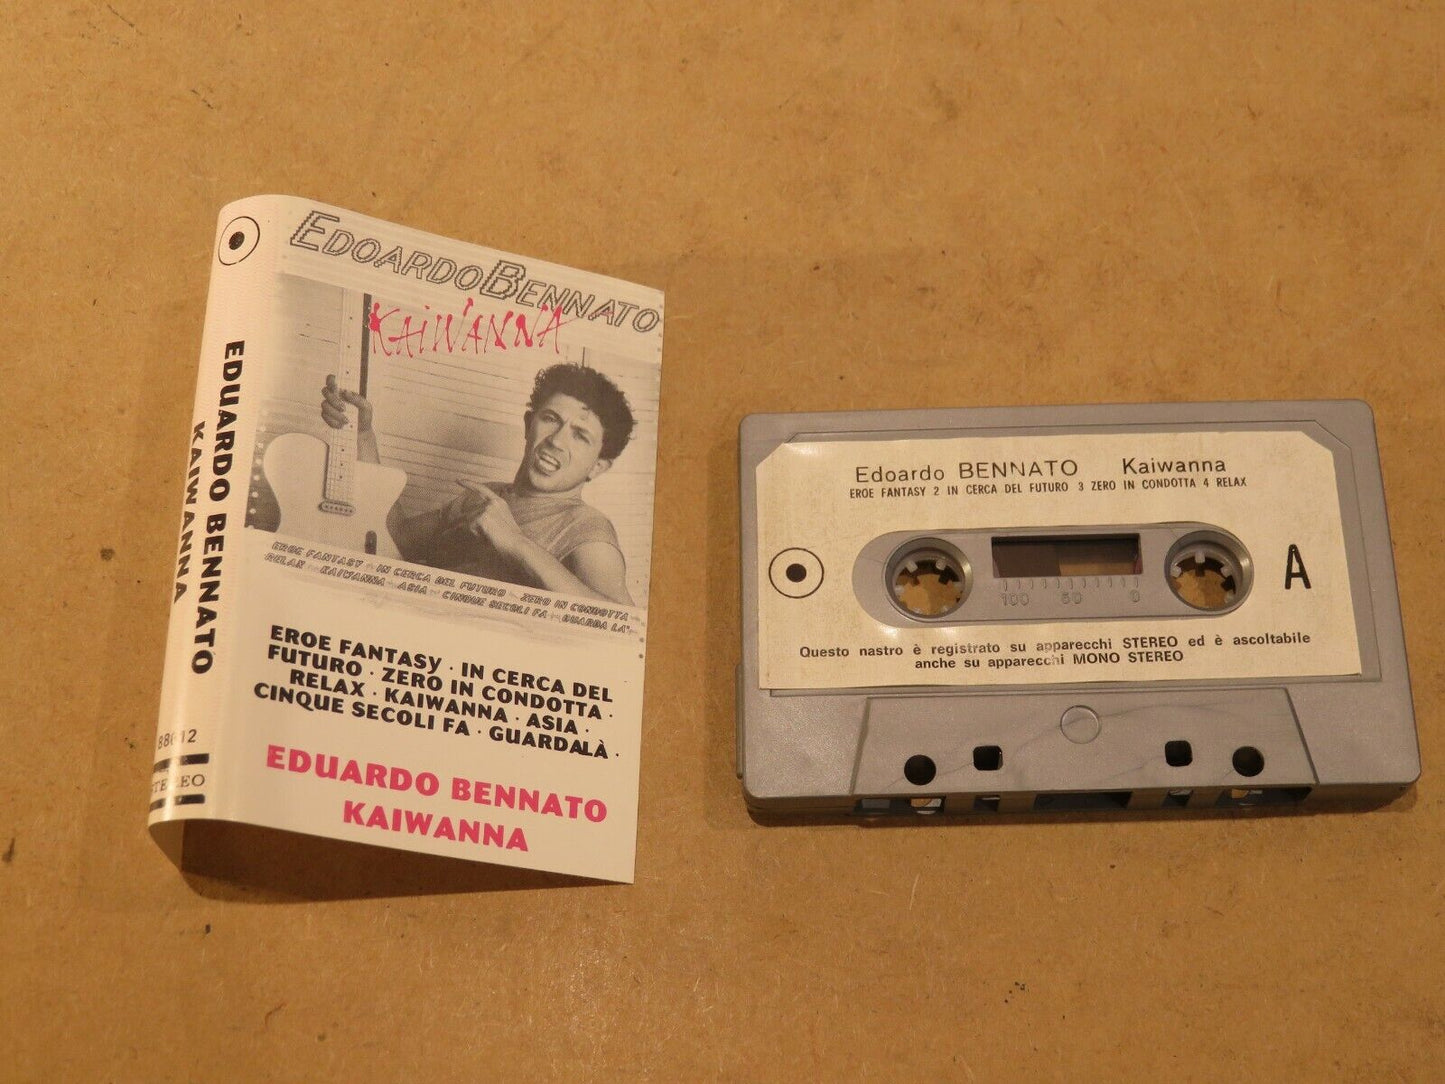 EDUARDO BENNATO
KAIWANNA
STEREO
EDOARDO BENNATO
KAIWANNA
EROE FANTASY - IN CERCA DEL FUTURO - ZERO IN CONDOTTA -
RELAX - KAIWANNA - ASIA - CINQUE SECOLI FA - GUARDA LA'
EROE FANTASY · IN CERCA DEL
FUTURO · ZERO IN CONDOTTA ·
RELAX · KAIWANNA · ASIA ·
CINQUE SECOLI FA · GUARDALÀ ·
EDUARDO BENNATO
KAIWANNA
Edoardo BENNATO Kaiwanna
EROE FANTASY 2 IN CERCA DEL FUTURO 3 ZERO IN CONDOTTA 4 RELAX
A
100 50 0
Questo nastro è registrato su apparecchi STEREO ed è ascoltabile
anche su apparecchi MONO STEREO